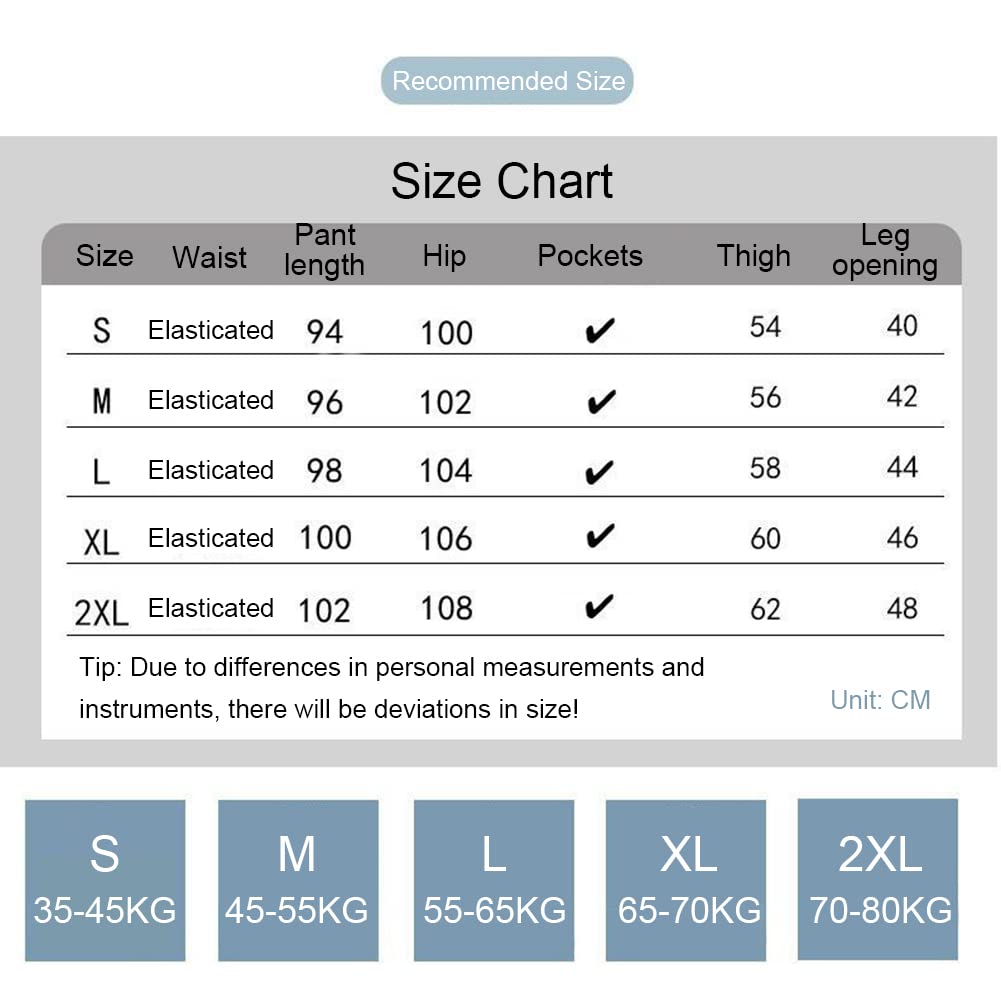 Recommended Size
Size Chart
Size Waist Pant length Hip Pockets Thigh Leg opening
S Elasticated 94 100 ✔ 54 40
M Elasticated 96 102 ✔ 56 42
L Elasticated 98 104 ✔ 58 44
XL Elasticated 100 106 ✔ 60 46
2XL Elasticated 102 108 ✔ 62 48
Tip: Due to differences in personal measurements and
instruments, there will be deviations in size!
Unit: CM
S M L XL 2XL
35-45KG 45-55KG 55-65KG 65-70KG 70-80KG